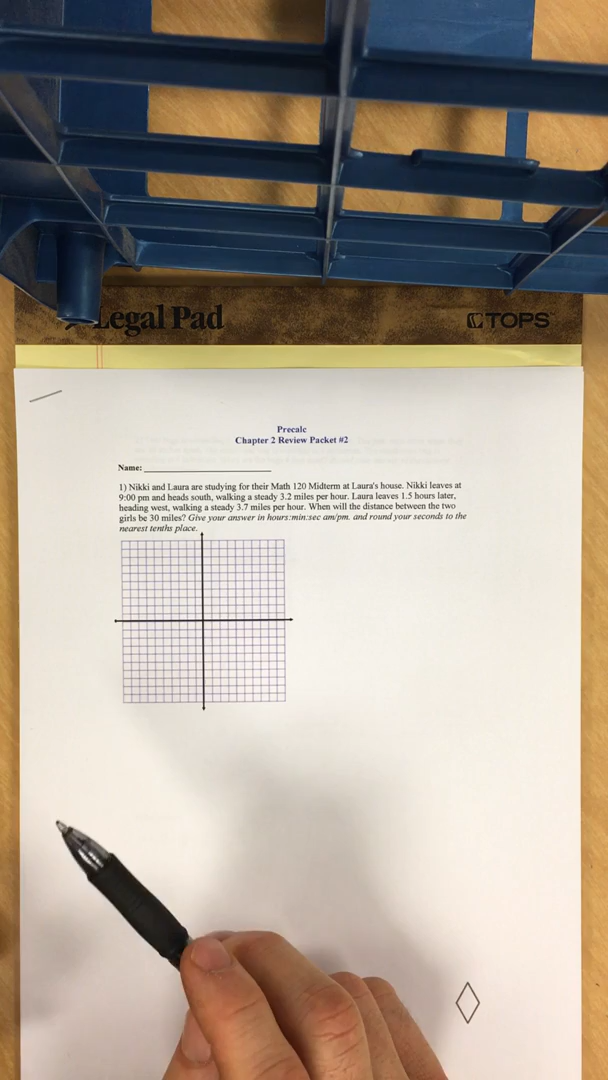 Legal Pad
TOPS
Precalc
Chapter 2 Review Packet #2
Name:
1) Nikki and Laura are studying for their Math 120 Midterm at Laura's house. Nikki leaves at
9:00 pm and heads south, walking a steady 3.2 miles per hour. Laura leaves 1.5 hours later,
heading west, walking a steady 3.7 miles per hour. When will the distance between the two
girls be 30 miles? Give your answer in hours:min:sec am/pm. and round your seconds to the
nearest tenths place.